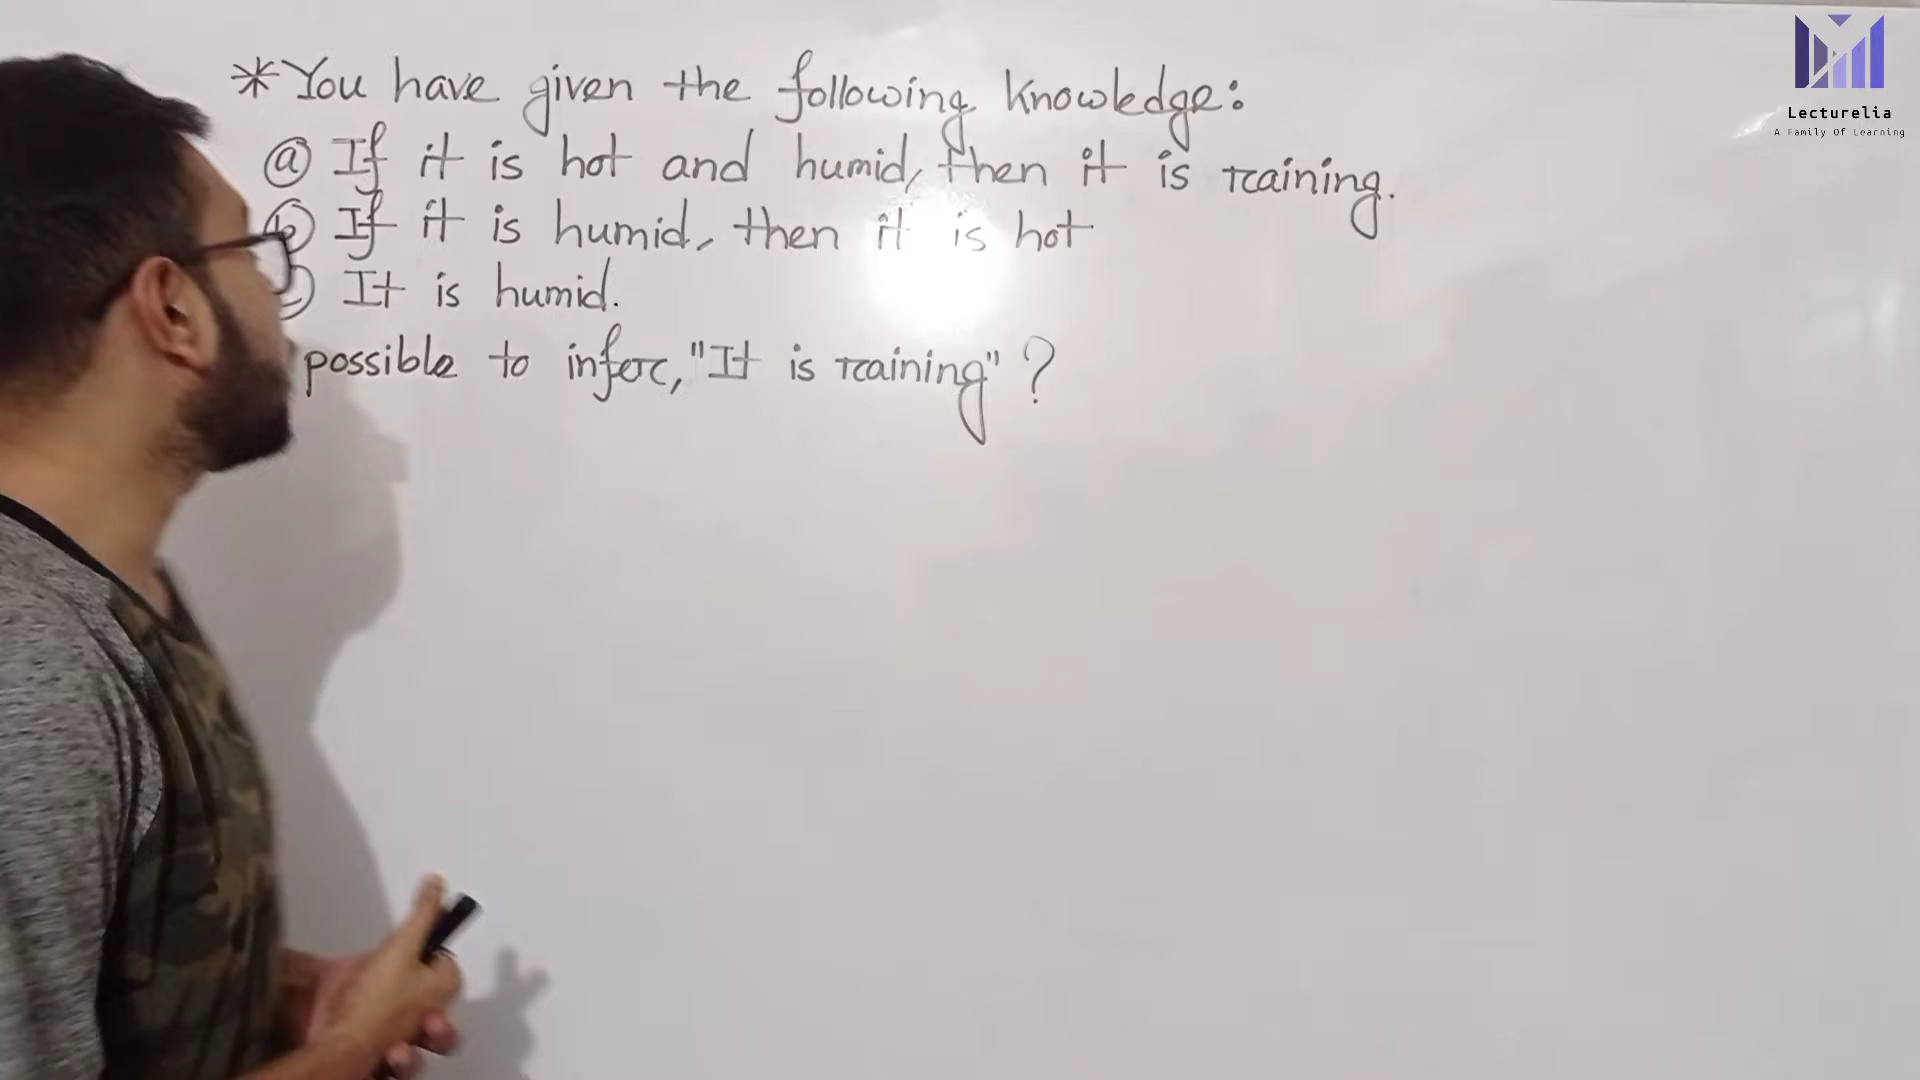 *You have given the following knowledge:
ⓐ If it is hot and humid, then it is raining.
ⓑ If it is humid, then it is hot
It is humid.
possible to infer, "It is raining" ?
Lecturelia
A Family Of Learning